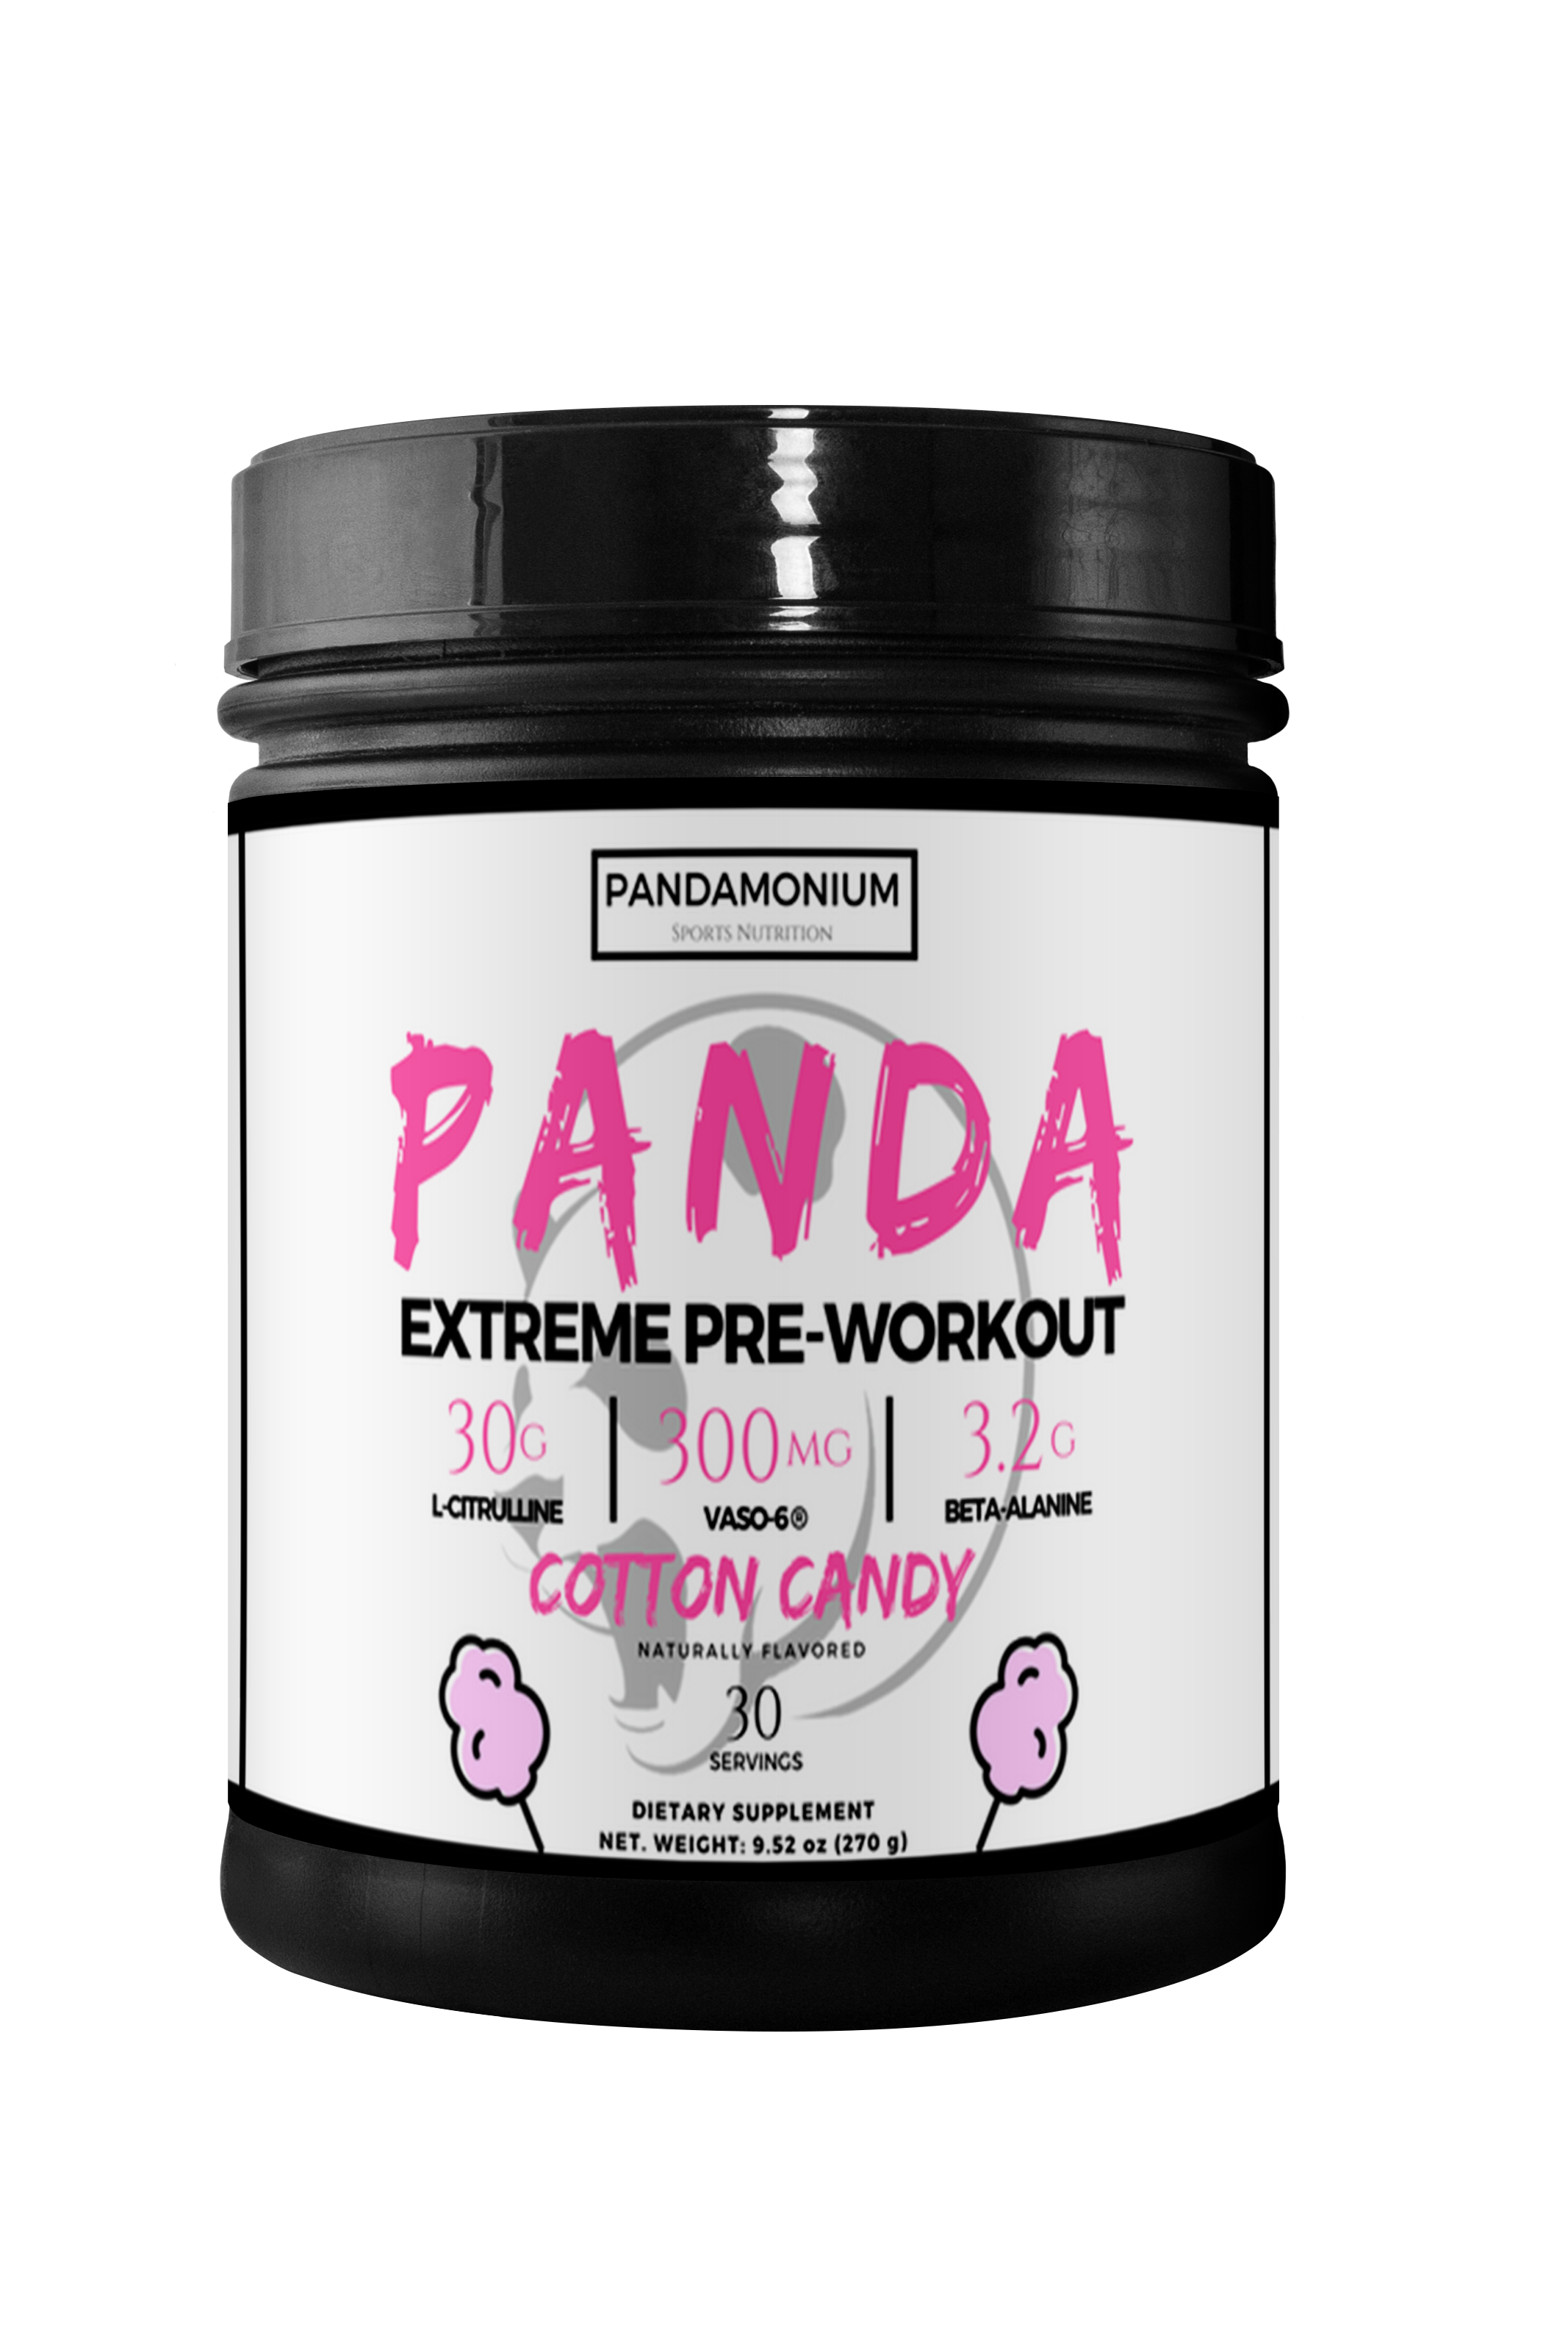 PANDAMONIUM
SPORTS NUTRITION
PANDA
EXTREME PRE-WORKOUT
30G | 300MG | 3.2G
L-CITRULLINE VASO-6® BETA-ALANINE
COTTON CANDY
NATURALLY FLAVORED
30
SERVINGS
DIETARY SUPPLEMENT
NET. WEIGHT: 9.52 oz (270 g)